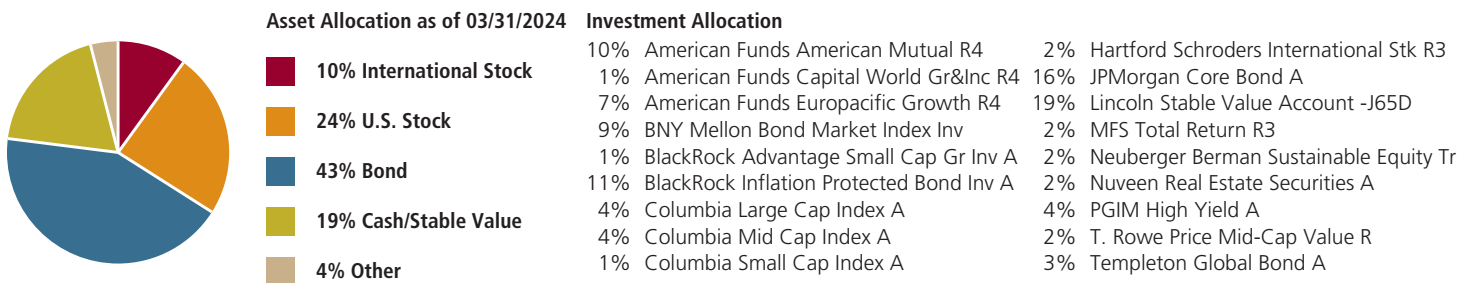 Asset Allocation as of 03/31/2024
10% International Stock
24% U.S. Stock
43% Bond
19% Cash/Stable Value
4% Other
Investment Allocation
10% American Funds American Mutual R4
1% American Funds Capital World Gr&Inc R4
7% American Funds Europacific Growth R4
9% BNY Mellon Bond Market Index Inv
1% BlackRock Advantage Small Cap Gr Inv A
11% BlackRock Inflation Protected Bond Inv A
4% Columbia Large Cap Index A
4% Columbia Mid Cap Index A
1% Columbia Small Cap Index A
2% Hartford Schroders International Stk R3
16% JPMorgan Core Bond A
19% Lincoln Stable Value Account -J65D
2% MFS Total Return R3
2% Neuberger Berman Sustainable Equity Tr
2% Nuveen Real Estate Securities A
4% PGIM High Yield A
2% T. Rowe Price Mid-Cap Value R
3% Templeton Global Bond A